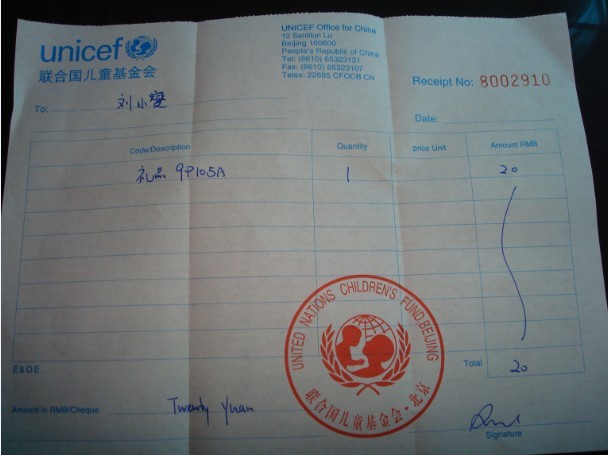 unicef
联合国儿童基金会
UNICEF Office for China
12 Sanlitun Lu
Beijing 100600
People's Republic of China
Tel: (8610) 65323131
Fax: (8610) 65323107
Telex: 22695 CFOCB CN
Receipt No: 8002910
To: 刘小雯
Date:
Code/Description Quantity price Unit Amount RMB
礼品 9P105A 1 20
UNITED NATIONS CHILDREN'S FUND, BEIJING
联合国儿童基金会·北京
E&OE. Total 20
Amount in RMB/Cheque Twenty Yuan
Signature